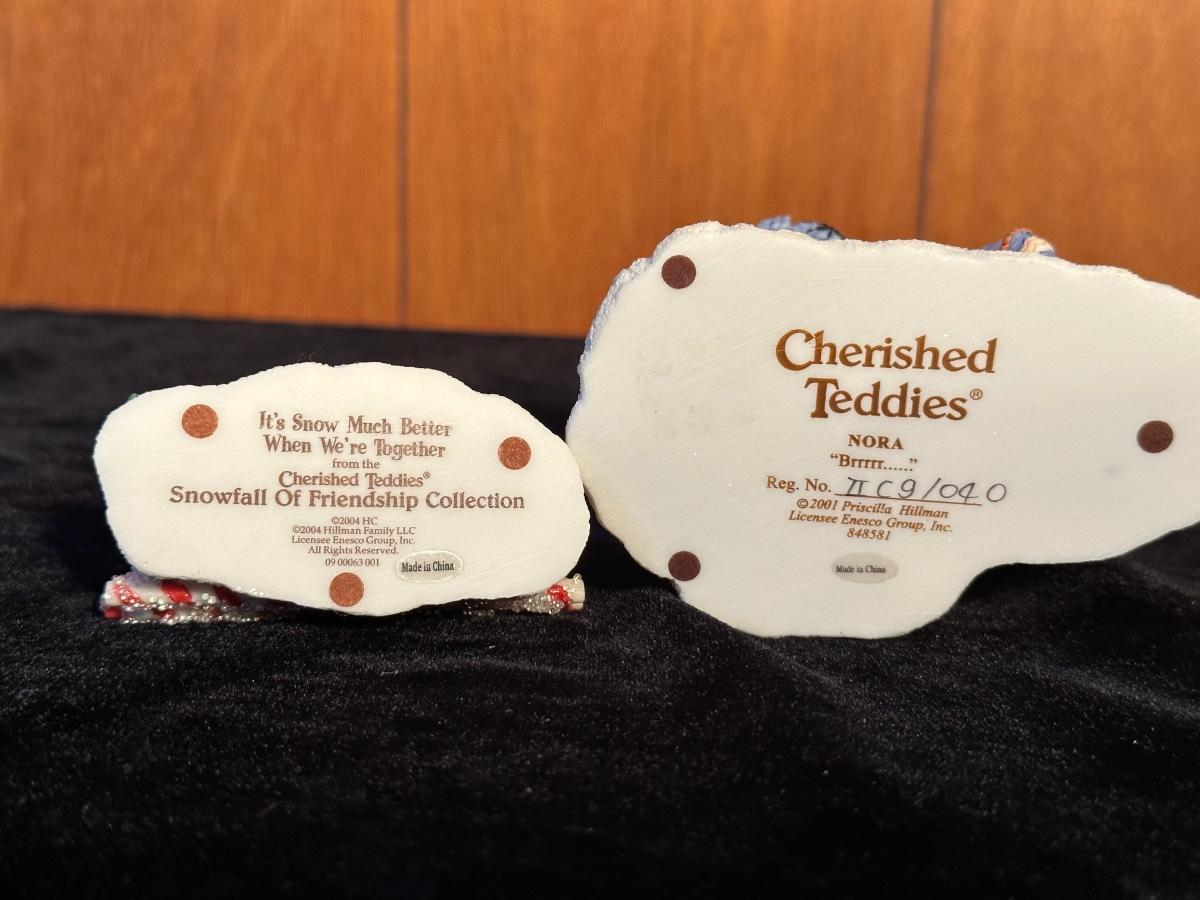 It's Snow Much Better
When We're Together
from the
Cherished Teddies®
Snowfall Of Friendship Collection
©2004 HC
©2004 Hillman Family LLC
Licensee Enesco Group, Inc.
All Rights Reserved.
09 00063 001
Made in China
Cherished
Teddies®
NORA
“Brrrrr......”
Reg. No. II C9/040
©2001 Priscilla Hillman
Licensee Enesco Group, Inc.
848581
Made in China